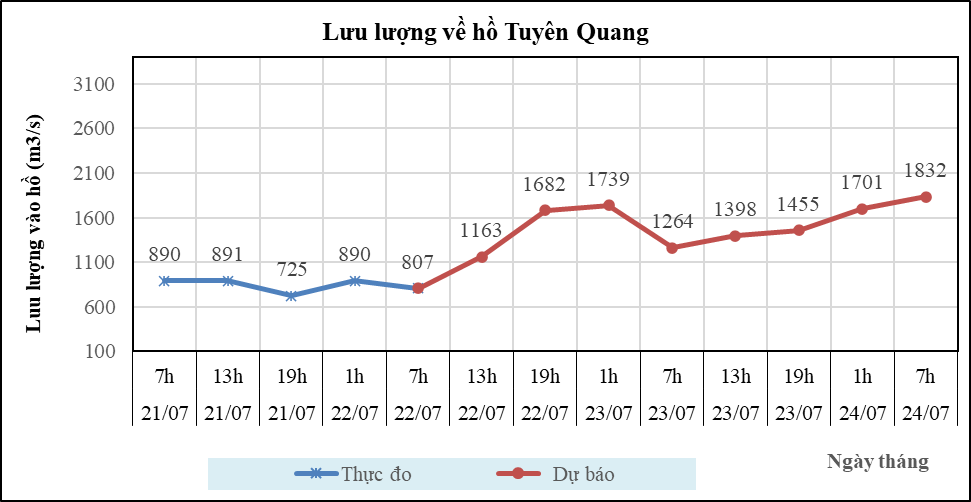 Lưu lượng về hồ Tuyên Quang
Lưu lượng vào hồ (m3/s)
3100
2600
2100
1600
1100
600
100
890 891 725 890 807 1163 1682 1739 1264 1398 1455 1701 1832
7h 13h 19h 1h 7h 13h 19h 1h 7h 13h 19h 1h 7h
21/07 21/07 21/07 22/07 22/07 22/07 22/07 23/07 23/07 23/07 23/07 24/07 24/07
Ngày tháng
Thực đo Dự báo